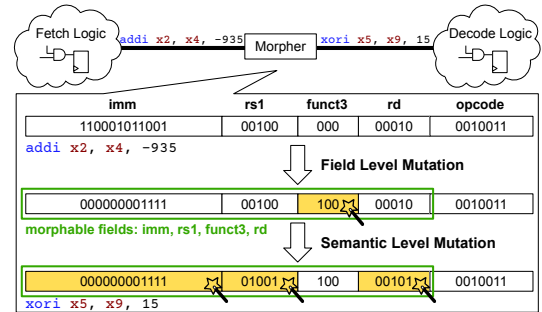 Fetch Logic
addi x2, x4, -935
Morpher
xori x5, x9, 15
Decode Logic
imm rs1 funct3 rd opcode
110001011001 00100 000 00010 0010011
addi x2, x4, -935
Field Level Mutation
000000001111 00100 100 00010 0010011
morphable fields: imm, rs1, funct3, rd
Semantic Level Mutation
000000001111 01001 100 00101 0010011
xori x5, x9, 15